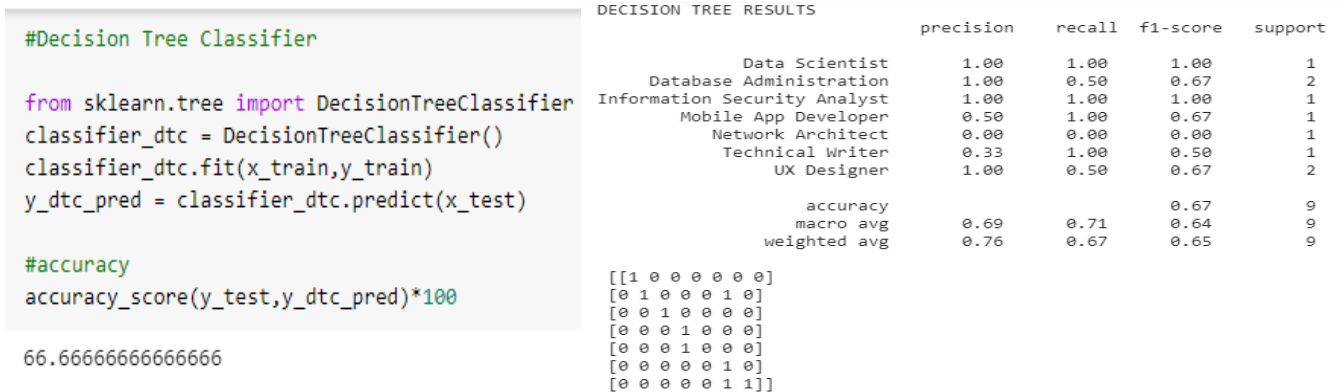 #Decision Tree Classifier
from sklearn.tree import DecisionTreeClassifier
classifier_dtc = DecisionTreeClassifier()
classifier_dtc.fit(x_train,y_train)
y_dtc_pred = classifier_dtc.predict(x_test)
#accuracy
accuracy_score(y_test,y_dtc_pred)*100
66.66666666666666
DECISION TREE RESULTS
precision recall f1-score support
Data Scientist 1.00 1.00 1.00 1
Database Administration 1.00 0.50 0.67 2
Information Security Analyst 1.00 1.00 1.00 1
Mobile App Developer 0.50 1.00 0.67 1
Network Architect 0.00 0.00 0.00 1
Technical Writer 0.33 1.00 0.50 1
UX Designer 1.00 0.50 0.67 2
accuracy 0.67 9
macro avg 0.69 0.71 0.64 9
weighted avg 0.76 0.67 0.65 9
[[1 0 0 0 0 0 0]
[0 1 0 0 0 1 0]
[0 0 1 0 0 0 0]
[0 0 0 1 0 0 0]
[0 0 0 1 0 0 0]
[0 0 0 0 0 1 0]
[0 0 0 0 0 1 1]]